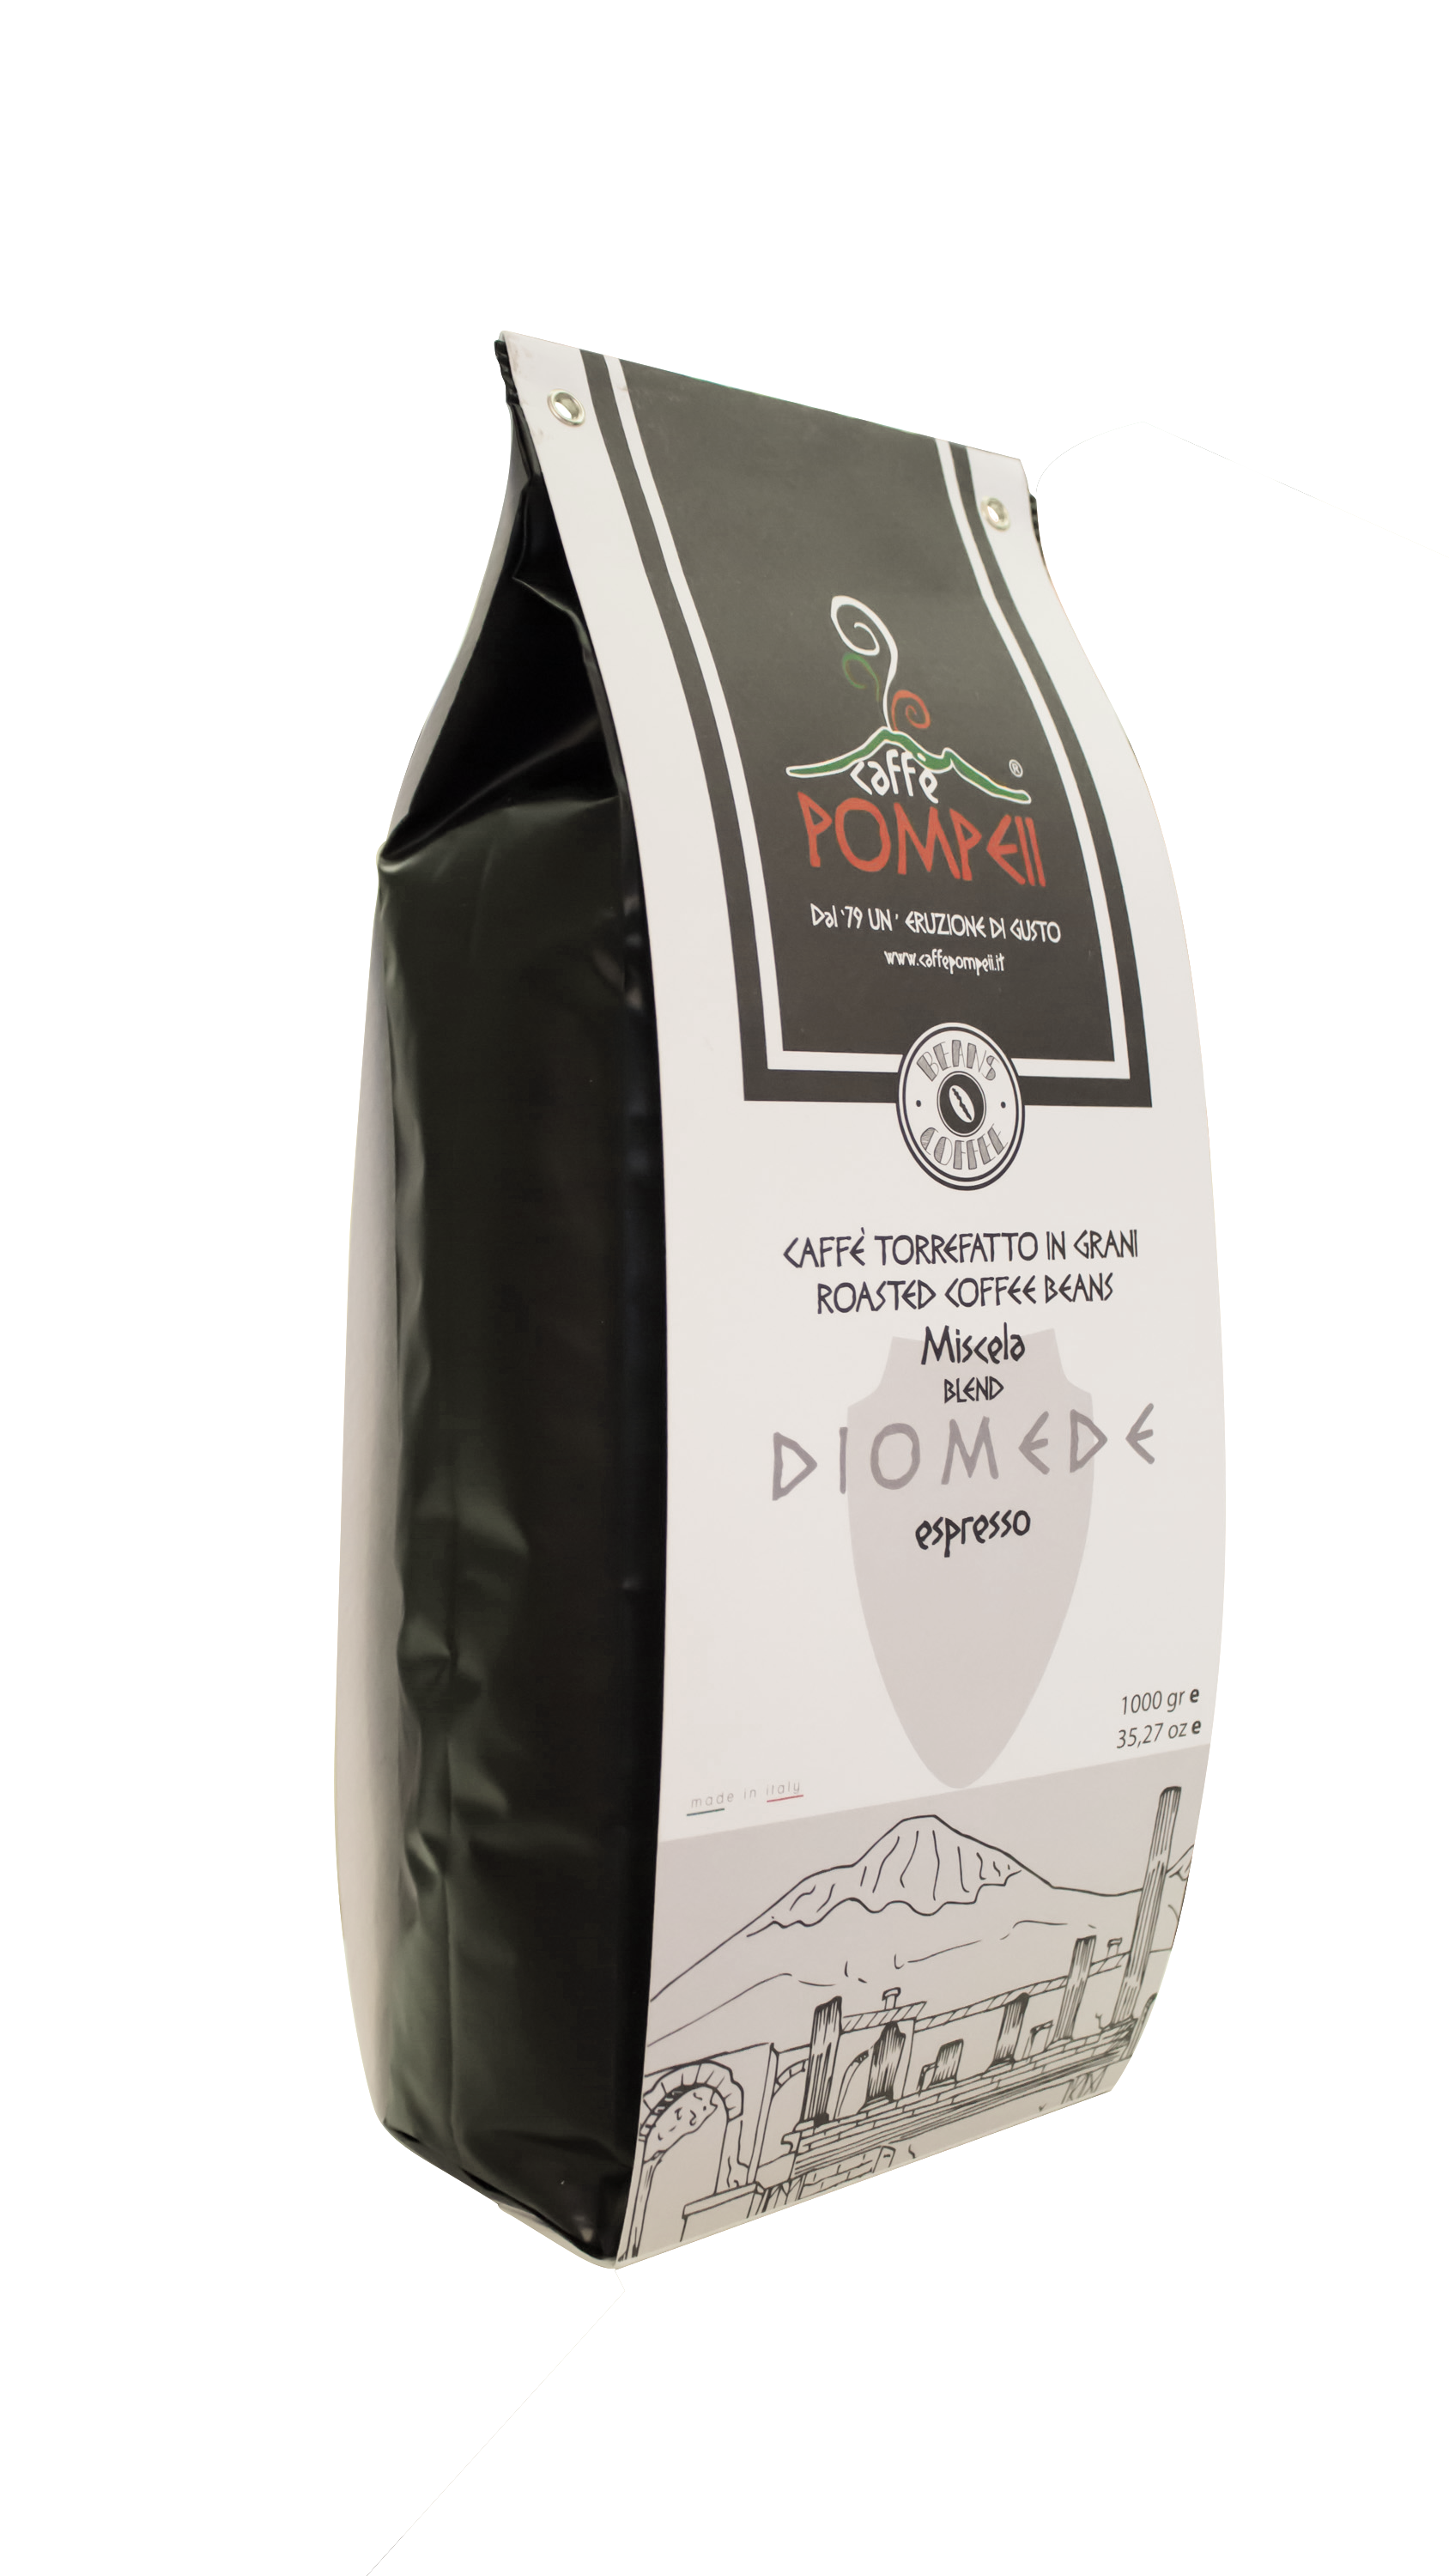 caffè
®
POMPEII
Dal '79 UN' ERUZIONE DI GUSTO
www.caffepompeii.it
BEANS
COFFEE
CAFFÈ TORREFATTO IN GRANI
ROASTED COFFEE BEANS
Miscela
BLEND
DIOMEDE
espresso
1000 gr e
35,27 oz e
made in italy